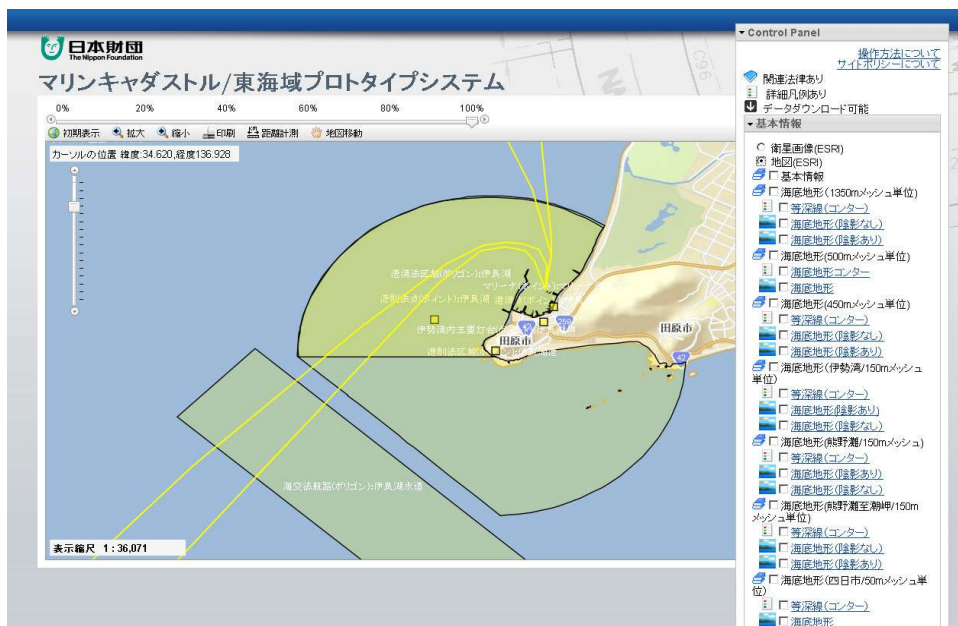 日本財団
The Nippon Foundation
マリンキャダストル/東海域プロトタイプシステム
0% 20% 40% 60% 80% 100%
初期表示 拡大 縮小 印刷 距離計測 地図移動
カーソルの位置 緯度:34.620,経度136.928
港湾法区域(ポリゴン):伊良湖
マリーナ(ポイント):マリーナ
港則法点(ポイント):伊良湖
伊勢湾内主要灯台
田原市
田原市
42
259
42
海交法航路(ポリゴン):伊良湖水道
表示縮尺 1:36,071
Control Panel
操作方法について
サイトポリシーについて
関連法律あり
詳細凡例あり
データダウンロード可能
基本情報
衛星画像(ESRI)
地図(ESRI)
基本情報
海底地形(1350mメッシュ単位)
等深線(コンター)
海底地形(陰影なし)
海底地形(陰影あり)
海底地形(500mメッシュ単位)
海底地形コンター
海底地形
海底地形(450mメッシュ単位)
等深線(コンター)
海底地形(陰影なし)
海底地形(陰影あり)
海底地形(伊勢湾/150mメッシュ
単位)
等深線(コンター)
海底地形(陰影あり)
海底地形(陰影なし)
海底地形(熊野灘/150mメッシュ)
等深線(コンター)
海底地形(陰影あり)
海底地形(陰影なし)
海底地形(熊野灘至潮岬/150m
メッシュ単位)
等深線(コンター)
海底地形(陰影なし)
海底地形(陰影あり)
海底地形(四日市/50mメッシュ単
位)
等深線(コンター)
海底地形